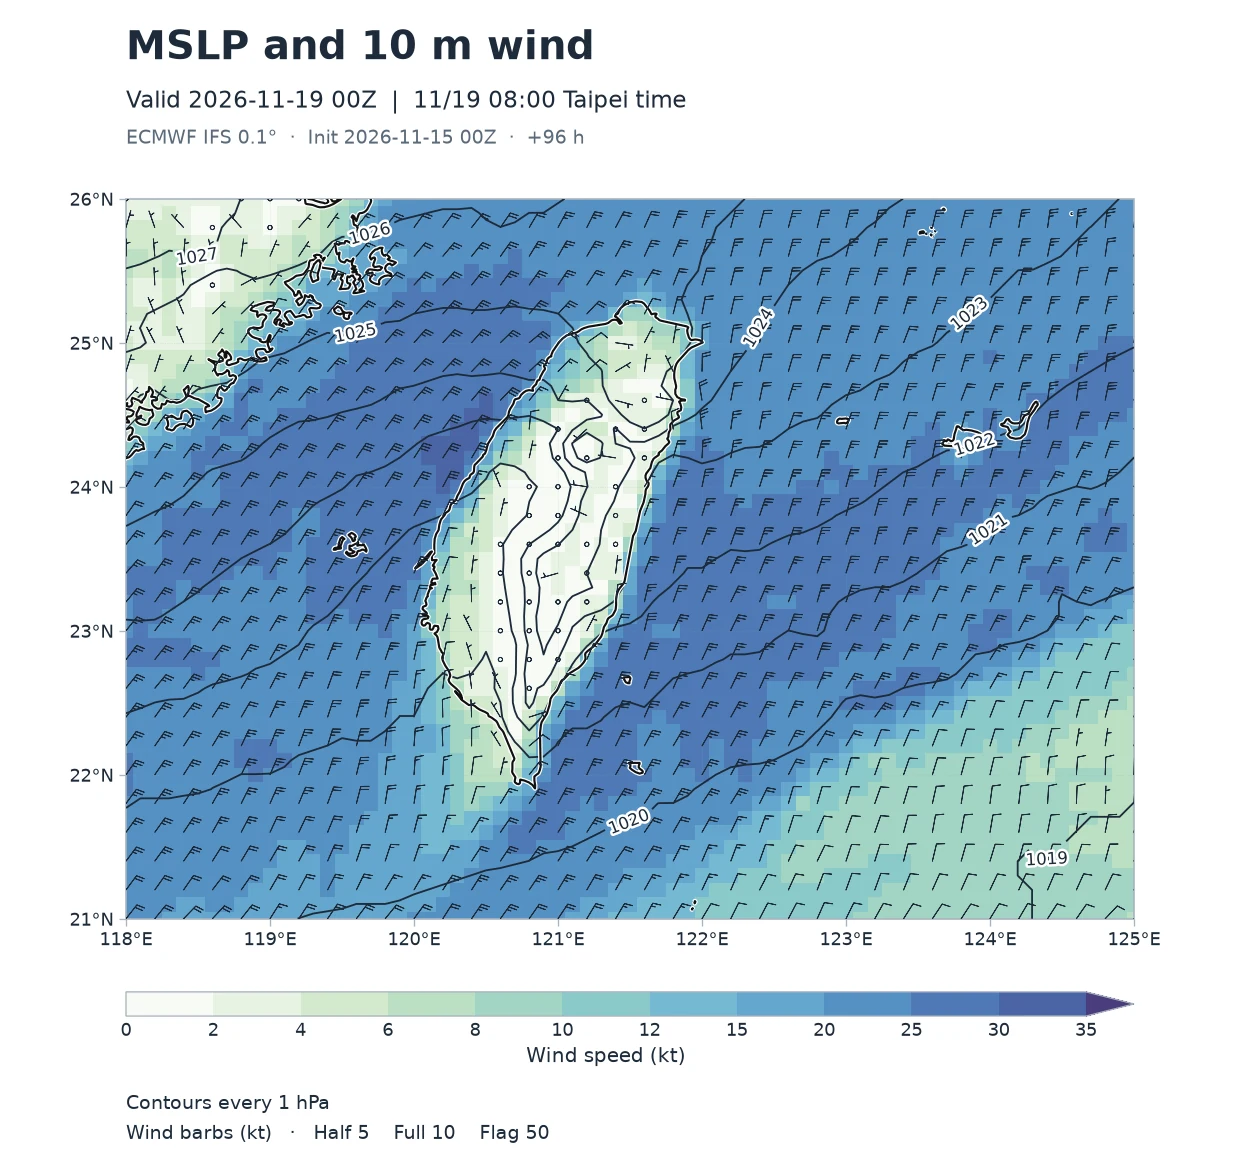 MSLP and 10 m wind
Valid 2026-11-19 00Z | 11/19 08:00 Taipei time
ECMWF IFS 0.1° · Init 2026-11-15 00Z · +96 h
26°N
25°N
24°N
23°N
22°N
21°N
1026
1027
1025
1024
1023
1022
1021
1020
1019
118°E 119°E 120°E 121°E 122°E 123°E 124°E 125°E
0 2 4 6 8 10 12 15 20 25 30 35
Wind speed (kt)
Contours every 1 hPa
Wind barbs (kt) · Half 5 Full 10 Flag 50